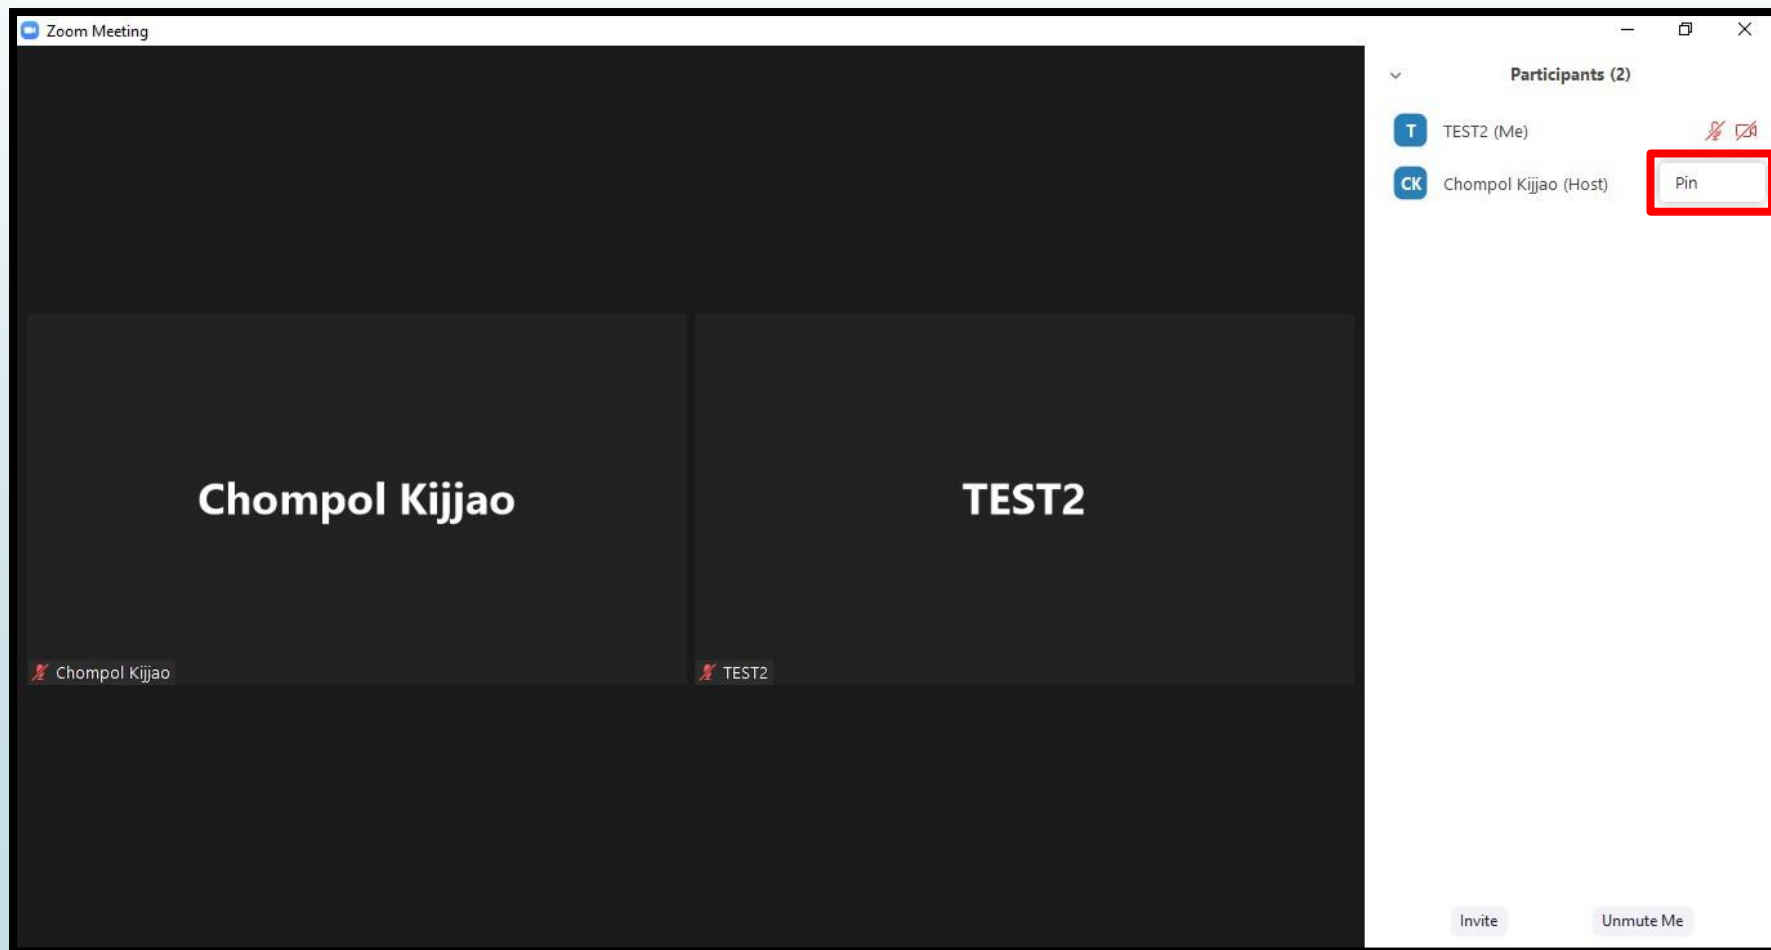 Zoom Meeting
Participants (2)
T TEST2 (Me)
CK Chompol Kijjao (Host) Pin
Chompol Kijjao
TEST2
Chompol Kijjao
TEST2
Invite
Unmute Me